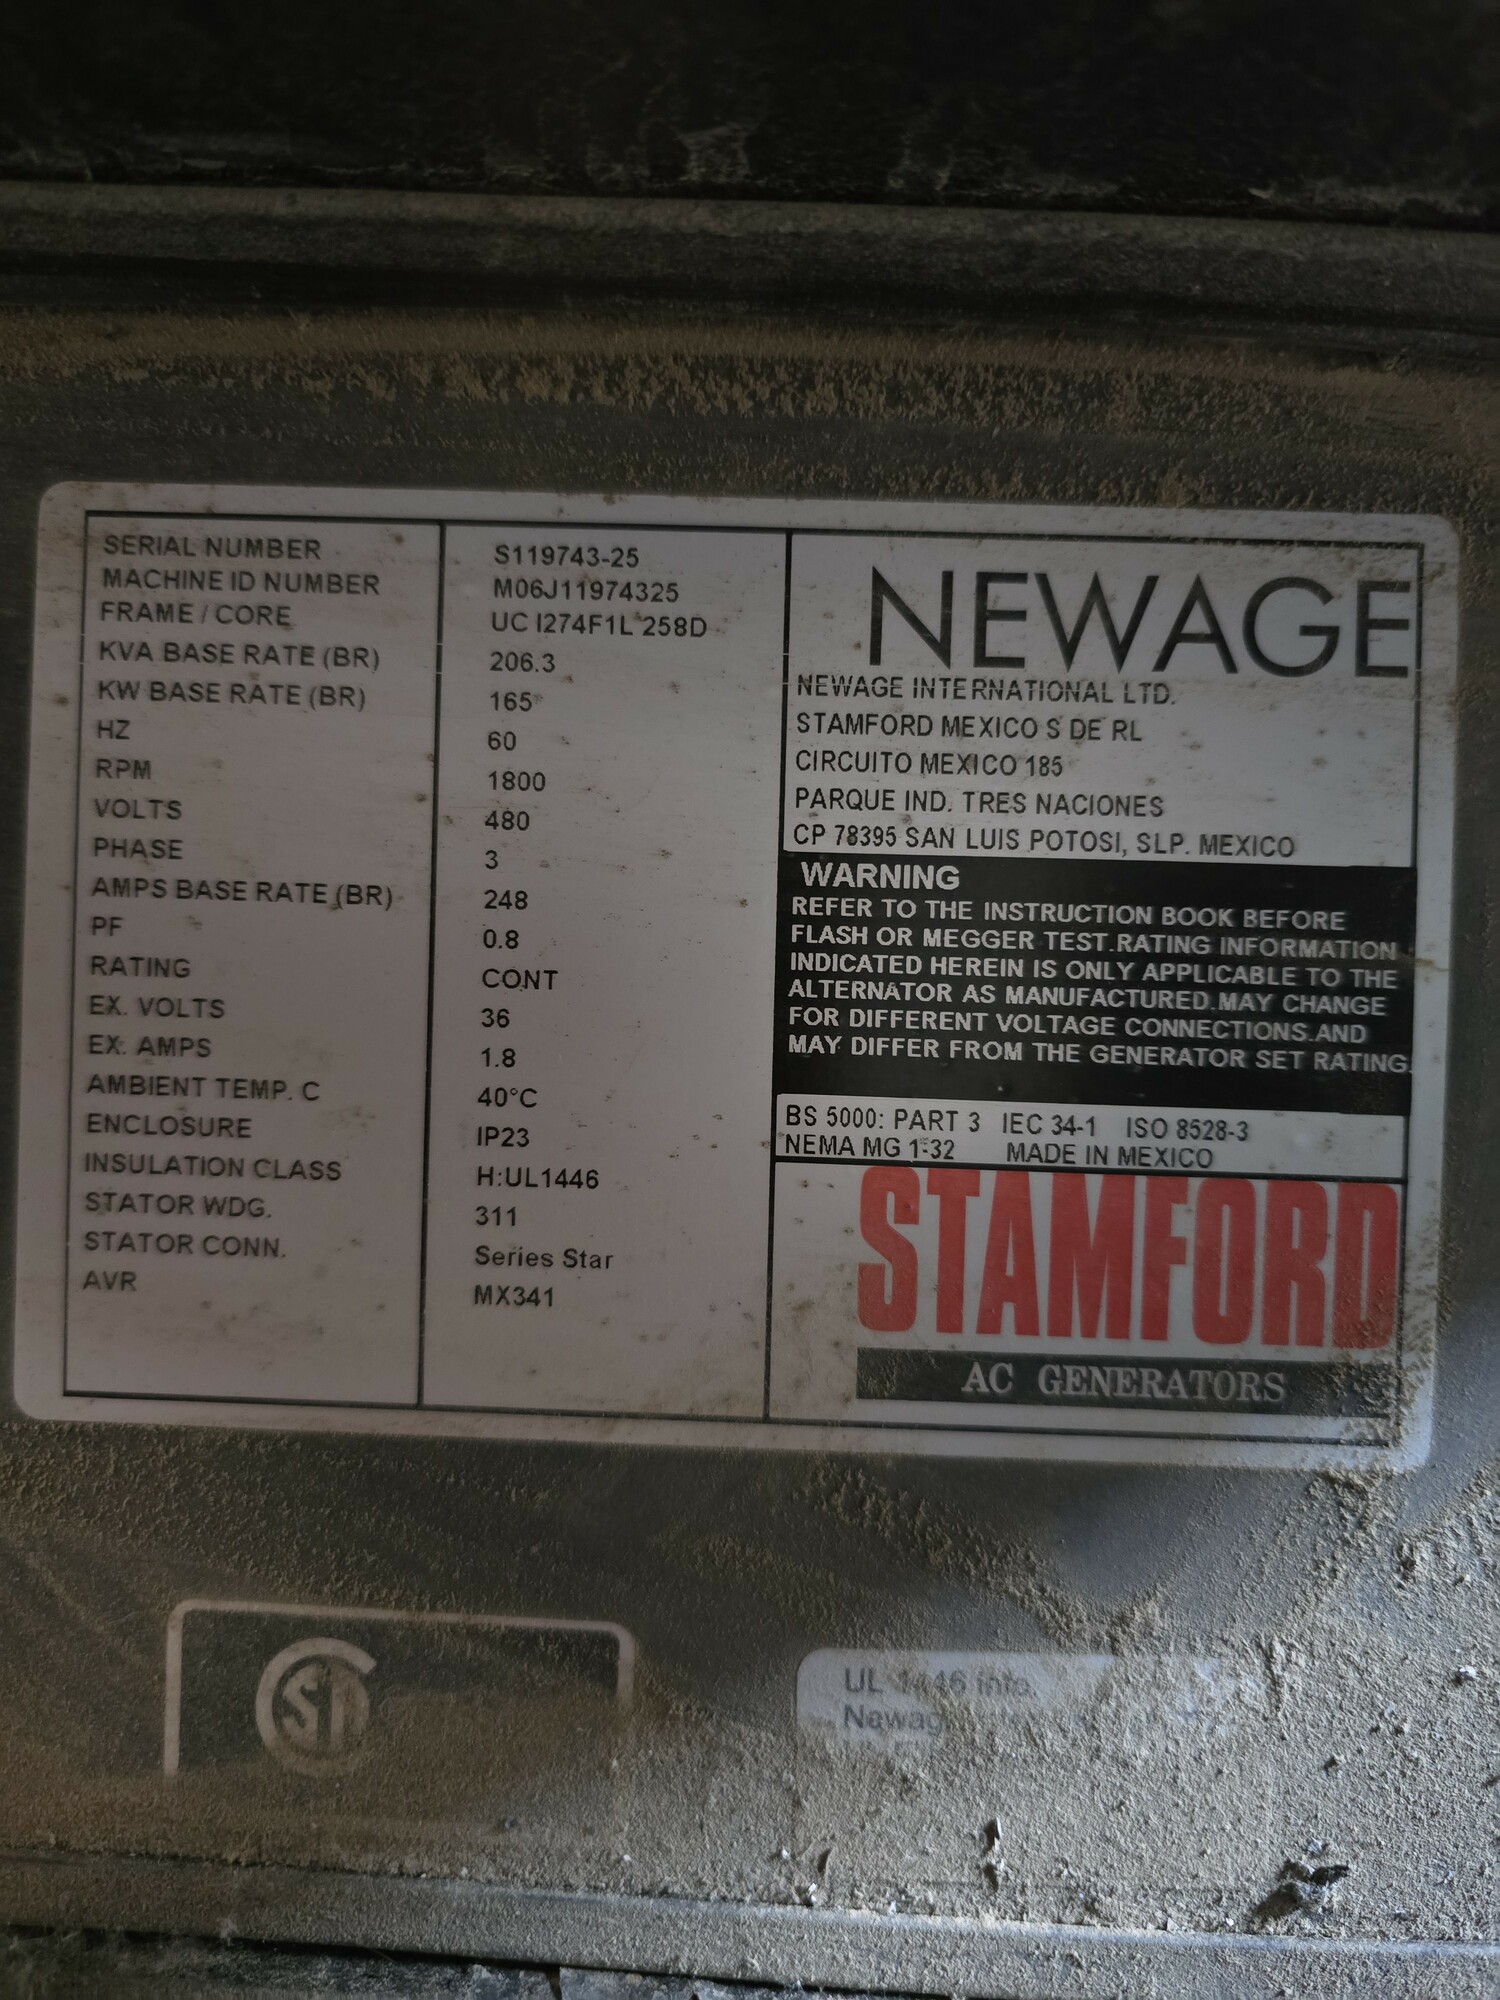 SERIAL NUMBER S119743-25
MACHINE ID NUMBER M06J11974325
FRAME / CORE UC I274F1L 258D
KVA BASE RATE (BR) 206.3
KW BASE RATE (BR) 165
HZ 60
RPM 1800
VOLTS 480
PHASE 3
AMPS BASE RATE (BR) 248
PF 0.8
RATING CONT
EX. VOLTS 36
EX. AMPS 1.8
AMBIENT TEMP. C 40°C
ENCLOSURE IP23
INSULATION CLASS H:UL1446
STATOR WDG. 311
STATOR CONN. Series Star
AVR MX341
NEWAGE
NEWAGE INTERNATIONAL LTD.
STAMFORD MEXICO S DE RL
CIRCUITO MEXICO 185
PARQUE IND. TRES NACIONES
CP 78395 SAN LUIS POTOSI, SLP. MEXICO
WARNING
REFER TO THE INSTRUCTION BOOK BEFORE
FLASH OR MEGGER TEST.RATING INFORMATION
INDICATED HEREIN IS ONLY APPLICABLE TO THE
ALTERNATOR AS MANUFACTURED.MAY CHANGE
FOR DIFFERENT VOLTAGE CONNECTIONS.AND
MAY DIFFER FROM THE GENERATOR SET RATING.
BS 5000: PART 3 IEC 34-1 ISO 8528-3
NEMA MG 1-32 MADE IN MEXICO
STAMFORD
AC GENERATORS
UL 1446 info.